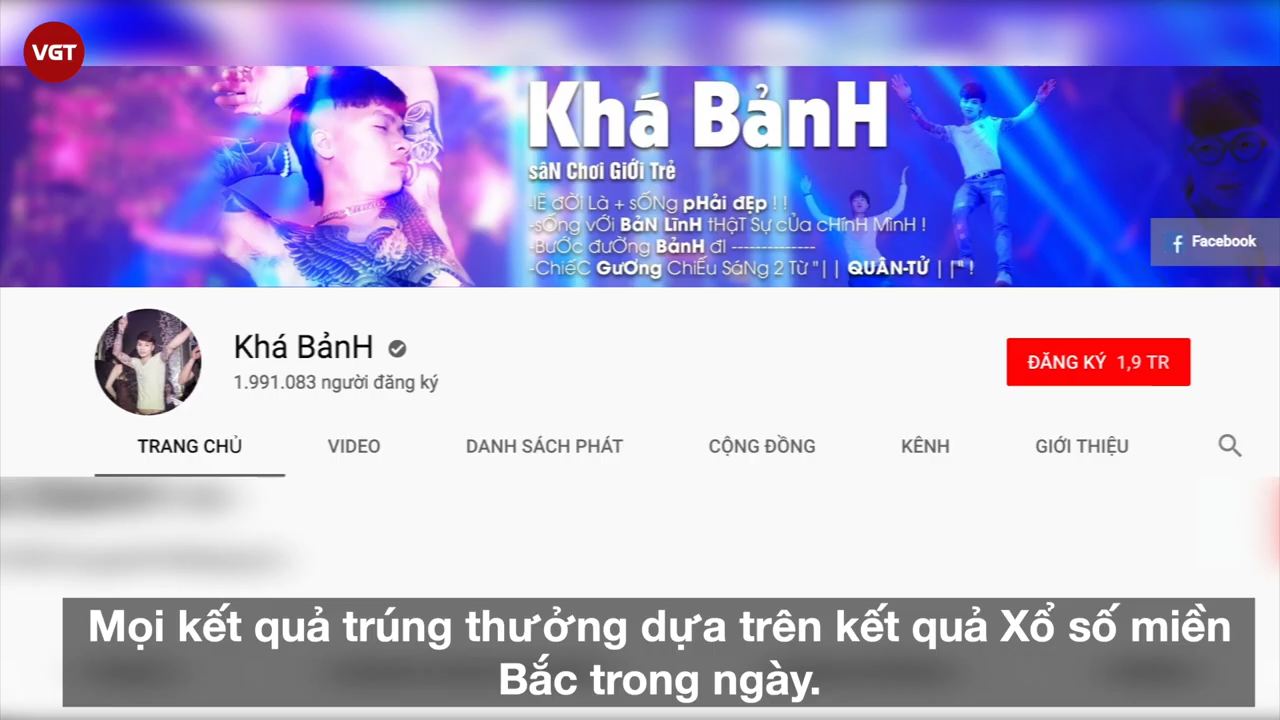 VGT
Khá BảnH
sâN Chơi GiỚi Trẻ
-lẼ đỜi Là + sỐNg pHải đẸp ! !
-sỐng vỚi BảN LĩnH tHậT Sự cỦa cHínH MìnH !
-BưỚc đưỜng BảnH đi --------------
-ChiếC GưƠng ChiẾu SáNg 2 Từ "| | QUÂN-TỬ | |" !
Facebook
Khá BảnH
1.991.083 người đăng ký
ĐĂNG KÝ 1,9 TR
TRANG CHỦ VIDEO DANH SÁCH PHÁT CỘNG ĐỒNG KÊNH GIỚI THIỆU
Mọi kết quả trúng thưởng dựa trên kết quả Xổ số miền
Bắc trong ngày.